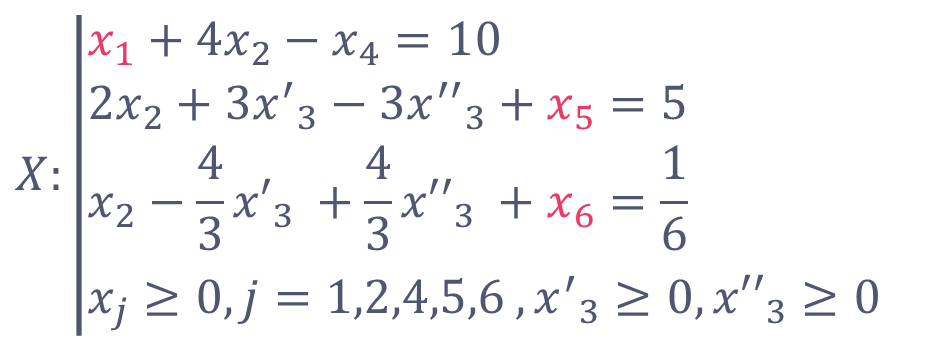 X:
x₁ + 4x₂ − x₄ = 10
2x₂ + 3x′₃ − 3x″₃ + x₅ = 5
x₂ − 4/3 x′₃ + 4/3 x″₃ + x₆ = 1/6
xⱼ ≥ 0, j = 1,2,4,5,6 , x′₃ ≥ 0, x″₃ ≥ 0